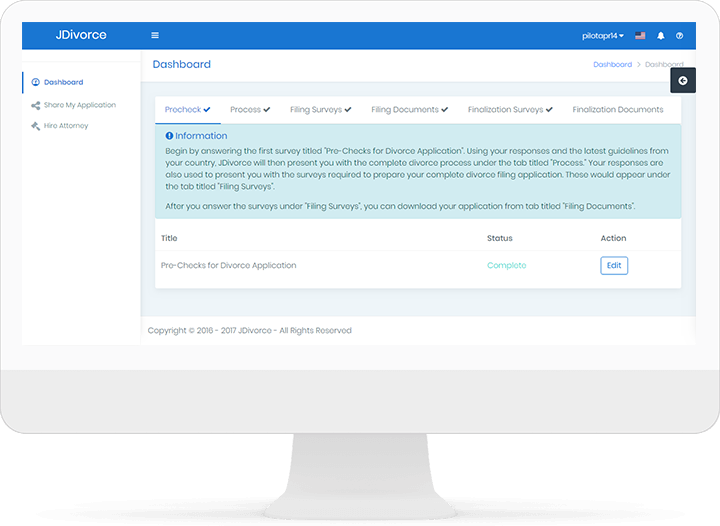 JDivorce
pilotapr14
Dashboard
Dashboard > Dashboard
Dashboard
Share My Application
Hire Attorney
Precheck ✔ Process ✔ Filing Surveys ✔ Filing Documents ✔ Finalization Surveys ✔ Finalization Documents
Information
Begin by answering the first survey titled "Pre-Checks for Divorce Application". Using your responses and the latest guidelines from
your country, JDivorce will then present you with the complete divorce process under the tab titled "Process." Your responses are
also used to present you with the surveys required to prepare your complete divorce filing application. These would appear under
the tab titled "Filing Surveys".
After you answer the surveys under "Filing Surveys", you can download your application from tab titled "Filing Documents".
Title Status Action
Pre-Checks for Divorce Application Complete Edit
Copyright © 2016 - 2017 JDivorce - All Rights Reserved